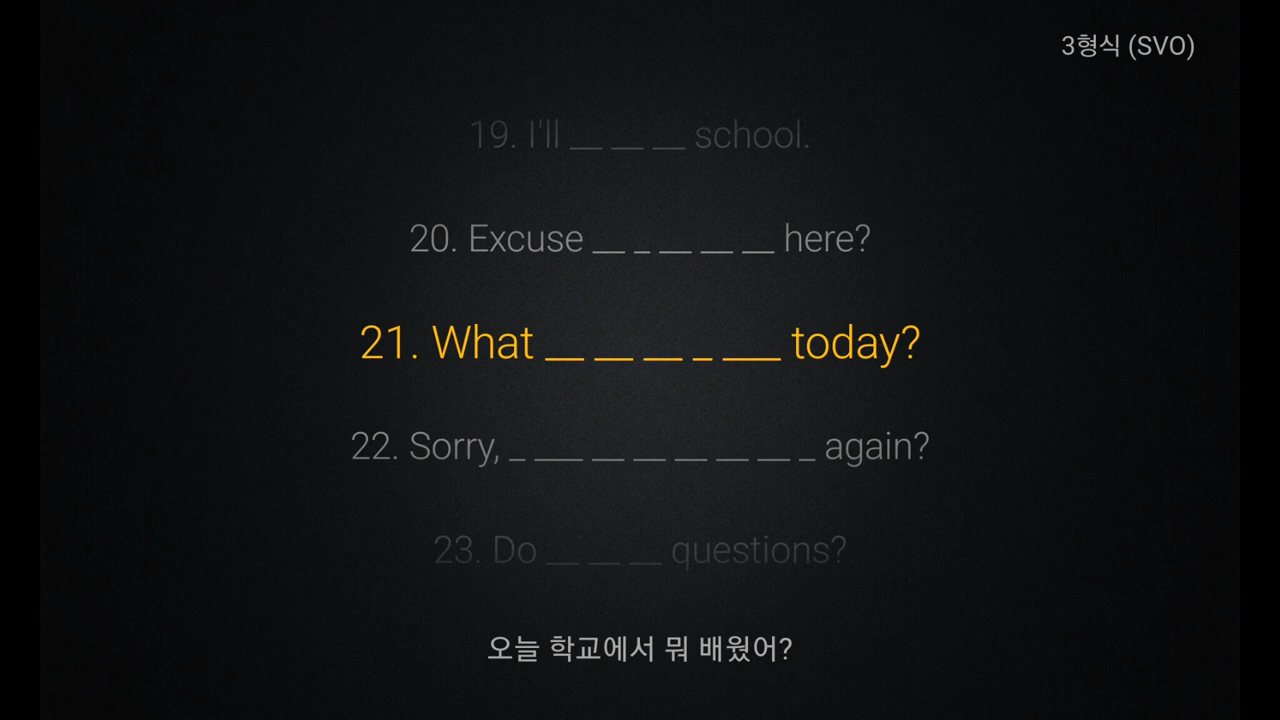 3형식 (SVO)
19. I'll __ __ __ school.
20. Excuse __ _ __ __ __ here?
21. What __ __ __ _ ___ today?
22. Sorry, _ ___ __ __ __ __ __ _ again?
23. Do __ __ __ questions?
오늘 학교에서 뭐 배웠어?